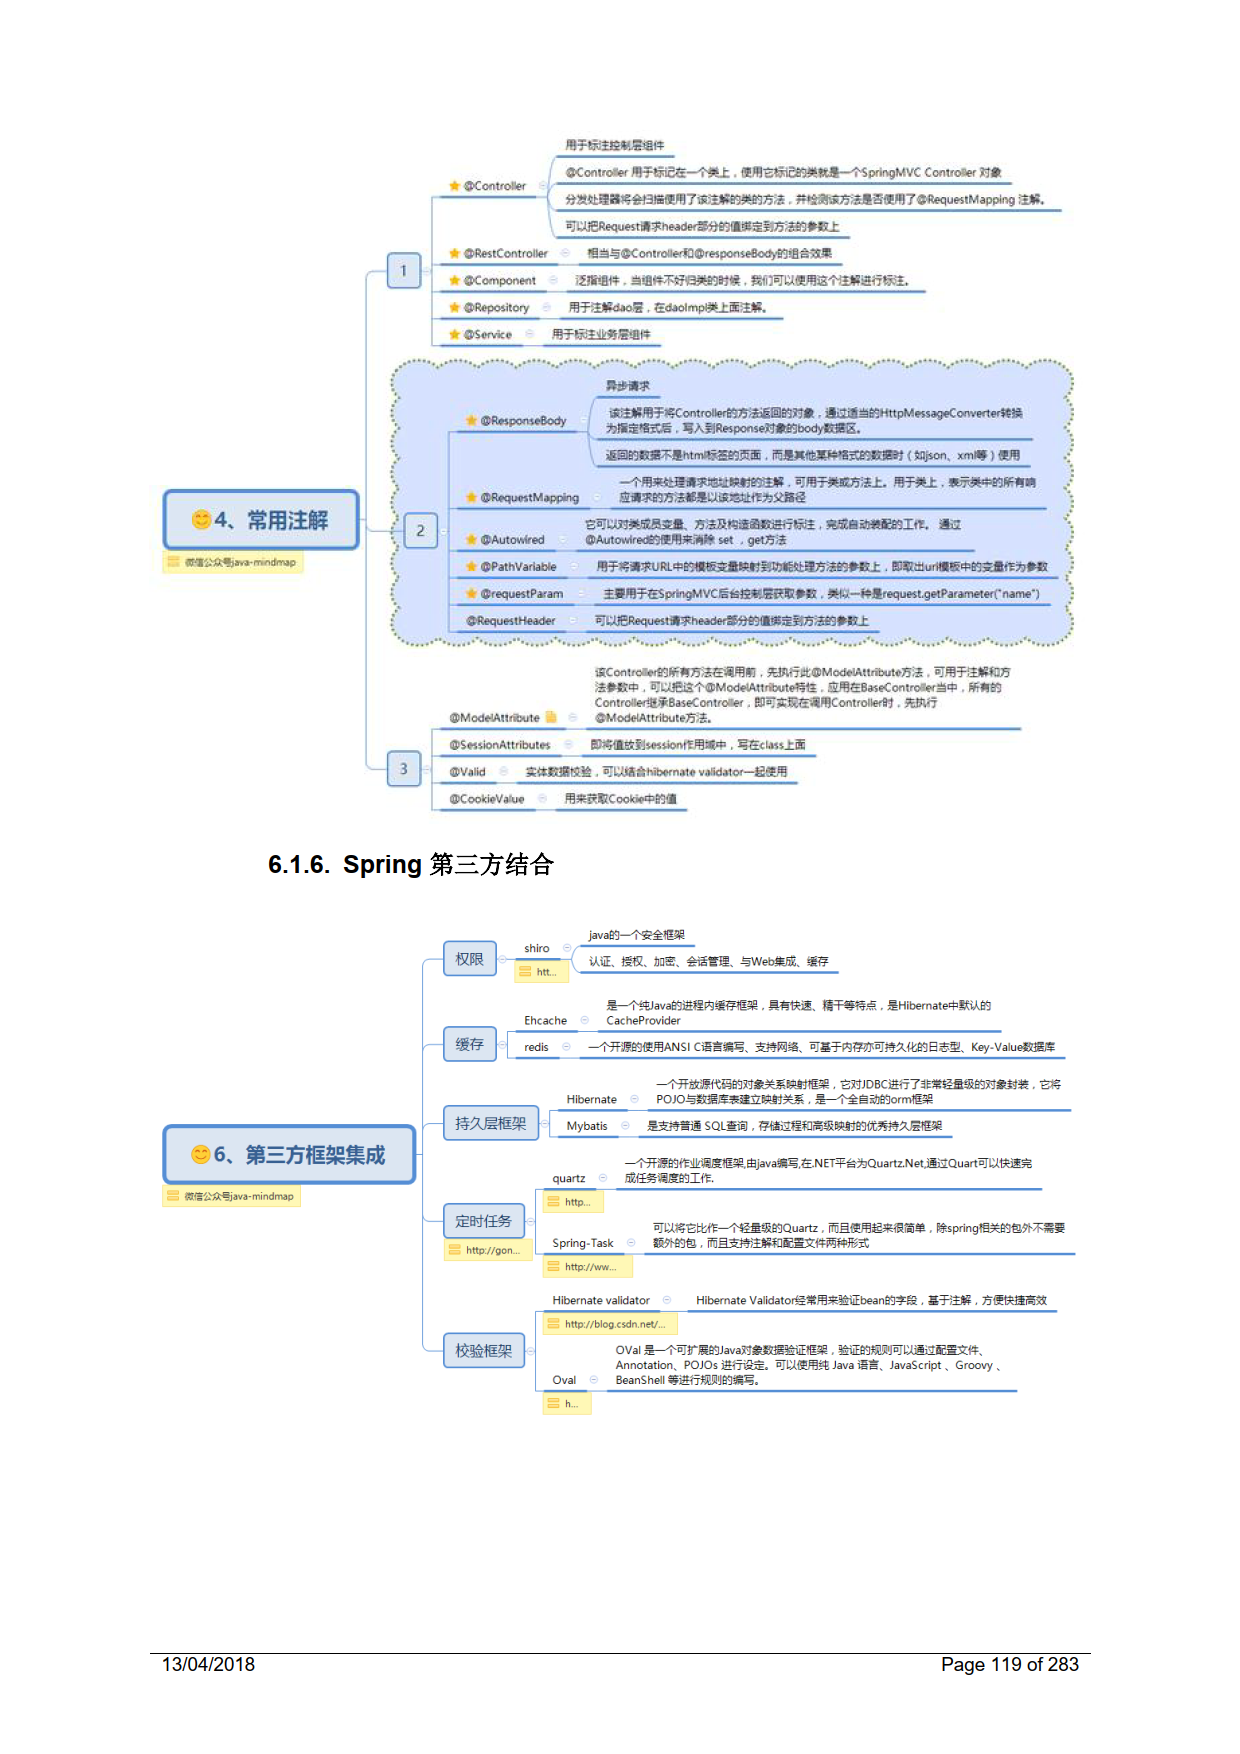 用于标注控制层组件
@Controller
@Controller 用于标记在一个类上，使用它标记的类就是一个SpringMVC Controller 对象
分发处理器将会扫描使用了该注解的类的方法，并检测该方法是否使用了@RequestMapping 注解。
可以把Request请求header部分的值绑定到方法的参数上
@RestController
相当与@Controller和@responseBody的组合效果
1
@Component
泛指组件，当组件不好归类的时候，我们可以使用这个注解进行标注。
@Repository
用于注解dao层，在daoImpl类上面注解。
@Service
用于标注业务层组件
异步请求
@ResponseBody
该注解用于将Controller的方法返回的对象，通过适当的HttpMessageConverter转换
为指定格式后，写入到Response对象的body数据区。
返回的数据不是html标签的页面，而是其他某种格式的数据时（如json、xml等）使用
@RequestMapping
一个用来处理请求地址映射的注解，可用于类或方法上。用于类上，表示类中的所有响
应请求的方法都是以该地址作为父路径
4、常用注解
微信公众号java-mindmap
2
@Autowired
它可以对类成员变量、方法及构造函数进行标注，完成自动装配的工作。 通过
@Autowired的使用来消除 set ，get方法
@PathVariable
用于将请求URL中的模板变量映射到功能处理方法的参数上，即取出uri模板中的变量作为参数
@requestParam
主要用于在SpringMVC后台控制层获取参数，类似一种是request.getParameter("name")
@RequestHeader
可以把Request请求header部分的值绑定到方法的参数上
@ModelAttribute
该Controller的所有方法在调用前，先执行此@ModelAttribute方法，可用于注解和方
法参数中，可以把这个@ModelAttribute特性，应用在BaseController当中，所有的
Controller继承BaseController，即可实现在调用Controller时，先执行
@ModelAttribute方法。
3
@SessionAttributes
即将值放到session作用域中，写在class上面
@Valid
实体数据校验，可以结合hibernate validator一起使用
@CookieValue
用来获取Cookie中的值
6.1.6. Spring 第三方结合
权限
shiro
htt...
java的一个安全框架
认证、授权、加密、会话管理、与Web集成、缓存
缓存
Ehcache
是一个纯Java的进程内缓存框架，具有快速、精干等特点，是Hibernate中默认的
CacheProvider
redis
一个开源的使用ANSI C语言编写、支持网络、可基于内存亦可持久化的日志型、Key-Value数据库
持久层框架
Hibernate
一个开放源代码的对象关系映射框架，它对JDBC进行了非常轻量级的对象封装，它将
POJO与数据库表建立映射关系，是一个全自动的orm框架
Mybatis
是支持普通 SQL查询，存储过程和高级映射的优秀持久层框架
6、第三方框架集成
微信公众号java-mindmap
定时任务
http://gon...
quartz
http...
一个开源的作业调度框架,由java编写,在.NET平台为Quartz.Net,通过Quart可以快速完
成任务调度的工作.
Spring-Task
http://ww...
可以将它比作一个轻量级的Quartz，而且使用起来很简单，除spring相关的包外不需要
额外的包，而且支持注解和配置文件两种形式
校验框架
Hibernate validator
http://blog.csdn.net/...
Hibernate Validator经常用来验证bean的字段，基于注解，方便快捷高效
Oval
h...
OVal 是一个可扩展的Java对象数据验证框架，验证的规则可以通过配置文件、
Annotation、POJOs 进行设定。可以使用纯 Java 语言、JavaScript 、Groovy 、
BeanShell 等进行规则的编写。
13/04/2018
Page 119 of 283